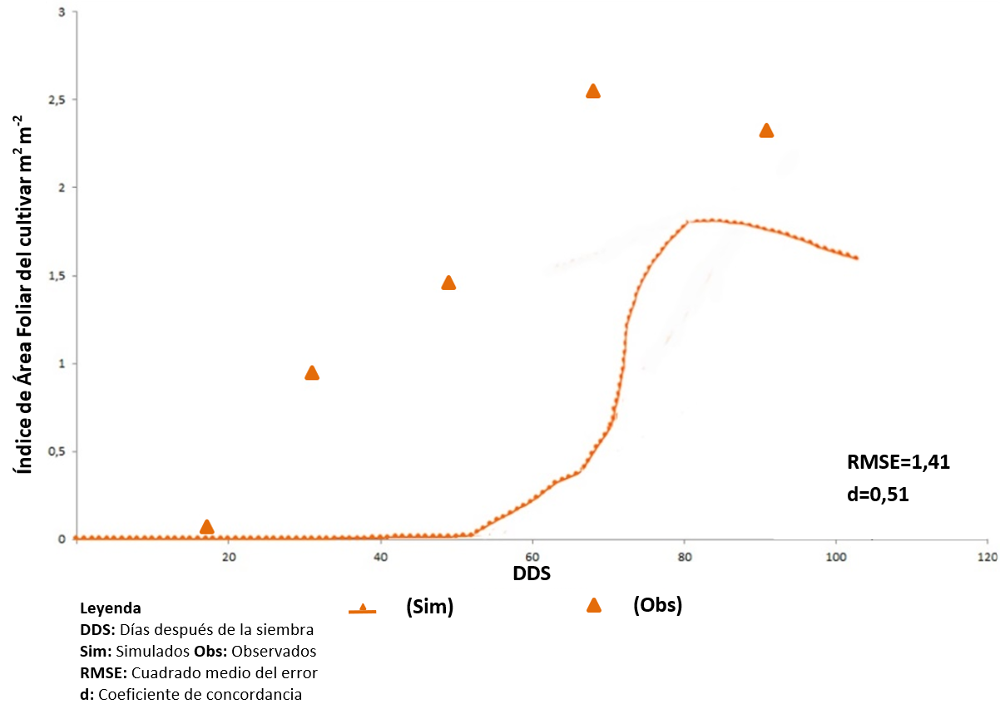 Índice de Área Foliar del cultivar m² m⁻²
3
2,5
2
1,5
1
0,5
0
20 40 60 80 100 120
DDS
RMSE=1,41
d=0,51
(Sim) (Obs)
Leyenda
DDS: Días después de la siembra
Sim: Simulados Obs: Observados
RMSE: Cuadrado medio del error
d: Coeficiente de concordancia